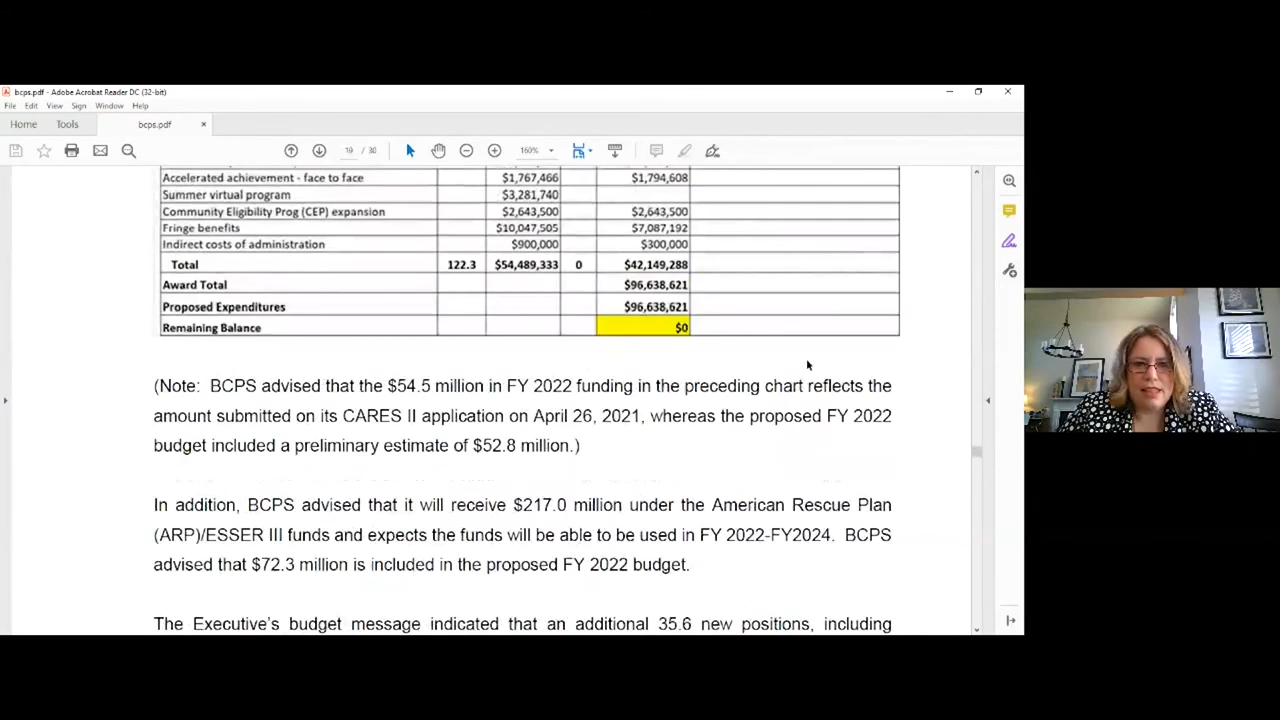 bcps.pdf - Adobe Acrobat Reader DC (32-bit)
File Edit View Sign Window Help
Home Tools bcps.pdf ×
19 / 30 160%
Accelerated achievement - face to face $1,767,466 $1,794,608
Summer virtual program $3,281,740
Community Eligibility Prog (CEP) expansion $2,643,500 $2,643,500
Fringe benefits $10,047,505 $7,087,192
Indirect costs of administration $900,000 $300,000
Total 122.3 $54,489,333 0 $42,149,288
Award Total $96,638,621
Proposed Expenditures $96,638,621
Remaining Balance $0
(Note: BCPS advised that the $54.5 million in FY 2022 funding in the preceding chart reflects the
amount submitted on its CARES II application on April 26, 2021, whereas the proposed FY 2022
budget included a preliminary estimate of $52.8 million.)
In addition, BCPS advised that it will receive $217.0 million under the American Rescue Plan
(ARP)/ESSER III funds and expects the funds will be able to be used in FY 2022-FY2024. BCPS
advised that $72.3 million is included in the proposed FY 2022 budget.
The Executive's budget message indicated that an additional 35.6 new positions, including